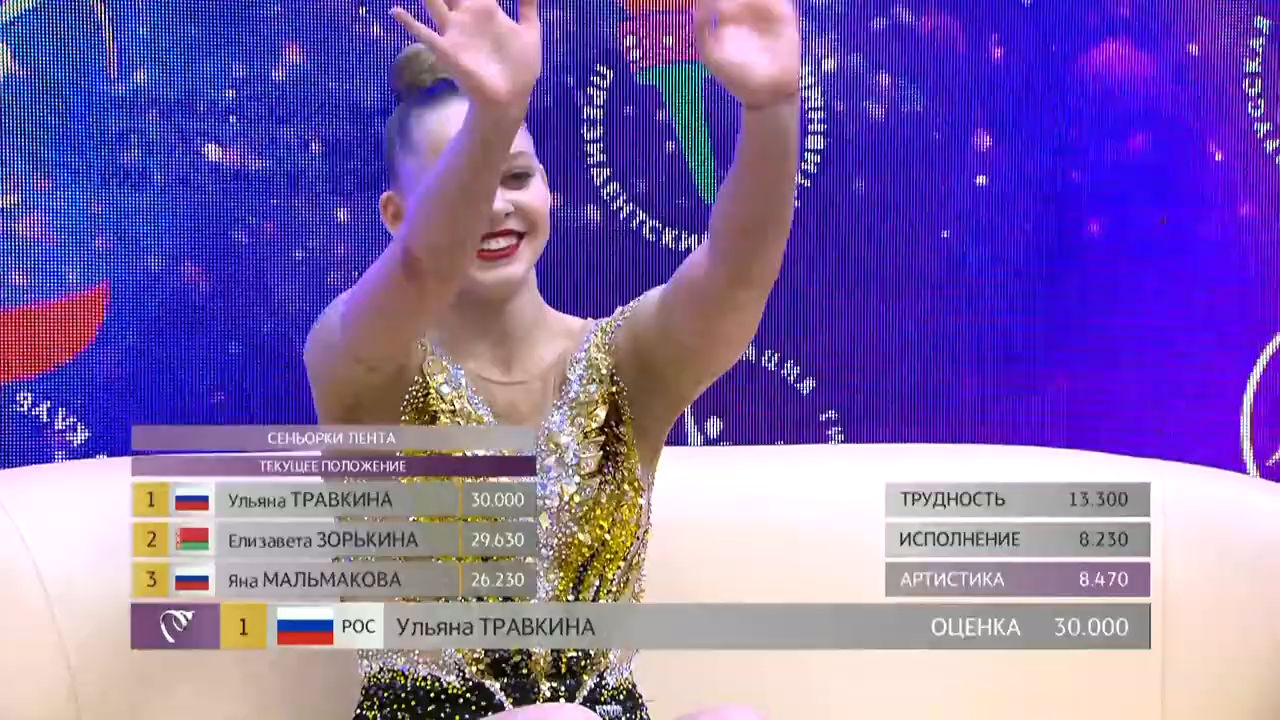 СЕНЬОРКИ ЛЕНТА
ТЕКУЩЕЕ ПОЛОЖЕНИЕ
1 Ульяна ТРАВКИНА 30.000
2 Елизавета ЗОРЬКИНА 29.630
3 Яна МАЛЬМАКОВА 26.230
ТРУДНОСТЬ 13.300
ИСПОЛНЕНИЕ 8.230
АРТИСТИКА 8.470
1 РОС Ульяна ТРАВКИНА ОЦЕНКА 30.000